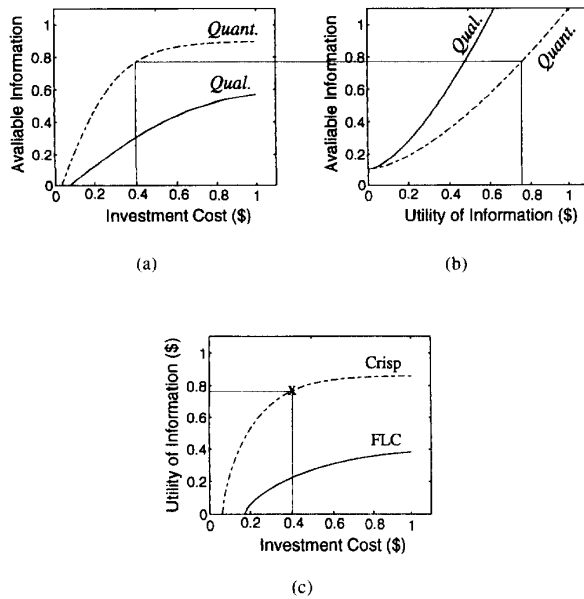 Avaliable Information
1
0.8
0.6
0.4
0.2
0
Quant.
Qual.
0 0.2 0.4 0.6 0.8 1
Investment Cost ($)
(a)
Avaliable Information
1
0.8
0.6
0.4
0.2
Qual.
Quant.
0 0.2 0.4 0.6 0.8 1
Utility of Information ($)
(b)
Utility of Information ($)
1
0.8
0.6
0.4
0.2
0
Crisp
X
FLC
0 0.2 0.4 0.6 0.8 1
Investment Cost ($)
(c)